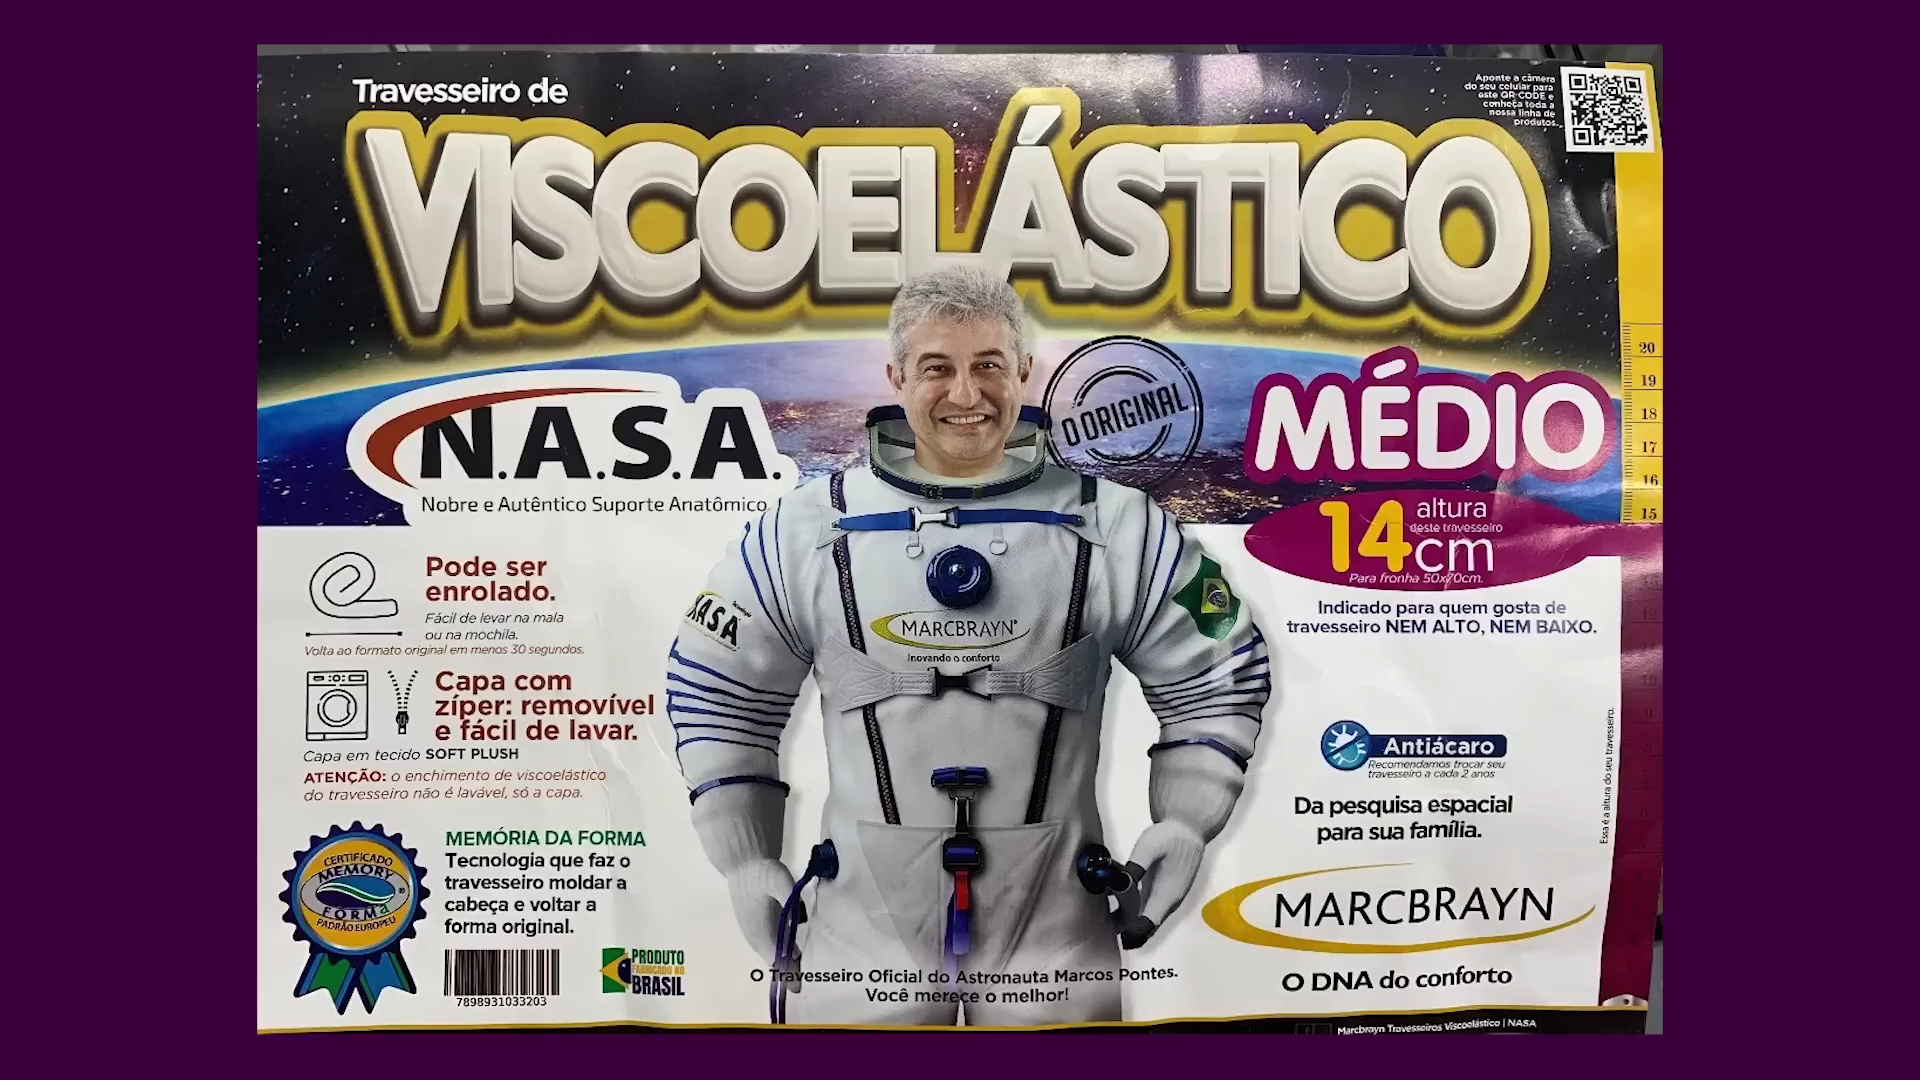 Travesseiro de
VISCOELÁSTICO
Aponte a câmera
do seu celular para
este QR CODE e
conheça toda a
nossa linha de
produtos.
N.A.S.A.
Nobre e Autêntico Suporte Anatômico
O ORIGINAL
MÉDIO
14cm
altura
deste travesseiro
Para fronha 50x70cm.
Indicado para quem gosta de
travesseiro NEM ALTO, NEM BAIXO.
20
19
18
17
16
15
Pode ser
enrolado.
Fácil de levar na mala
ou na mochila.
Volta ao formato original em menos 30 segundos.
Capa com
zíper: removível
e fácil de lavar.
Capa em tecido SOFT PLUSH
ATENÇÃO: o enchimento de viscoelástico
do travesseiro não é lavável, só a capa.
CERTIFICADO
MEMORY
FORMa
PADRÃO EUROPEU
MEMÓRIA DA FORMA
Tecnologia que faz o
travesseiro moldar a
cabeça e voltar a
forma original.
7898931033203
PRODUTO
FABRICADO NO
BRASIL
NASA
MARCBRAYN
Inovando o conforto
O Travesseiro Oficial do Astronauta Marcos Pontes.
Você merece o melhor!
Antiácaro
Recomendamos trocar seu
travesseiro a cada 2 anos
Da pesquisa espacial
para sua família.
MARCBRAYN
O DNA do conforto
Essa é a altura do seu travesseiro.
Marcbrayn Travesseiros Viscoelástico | NASA